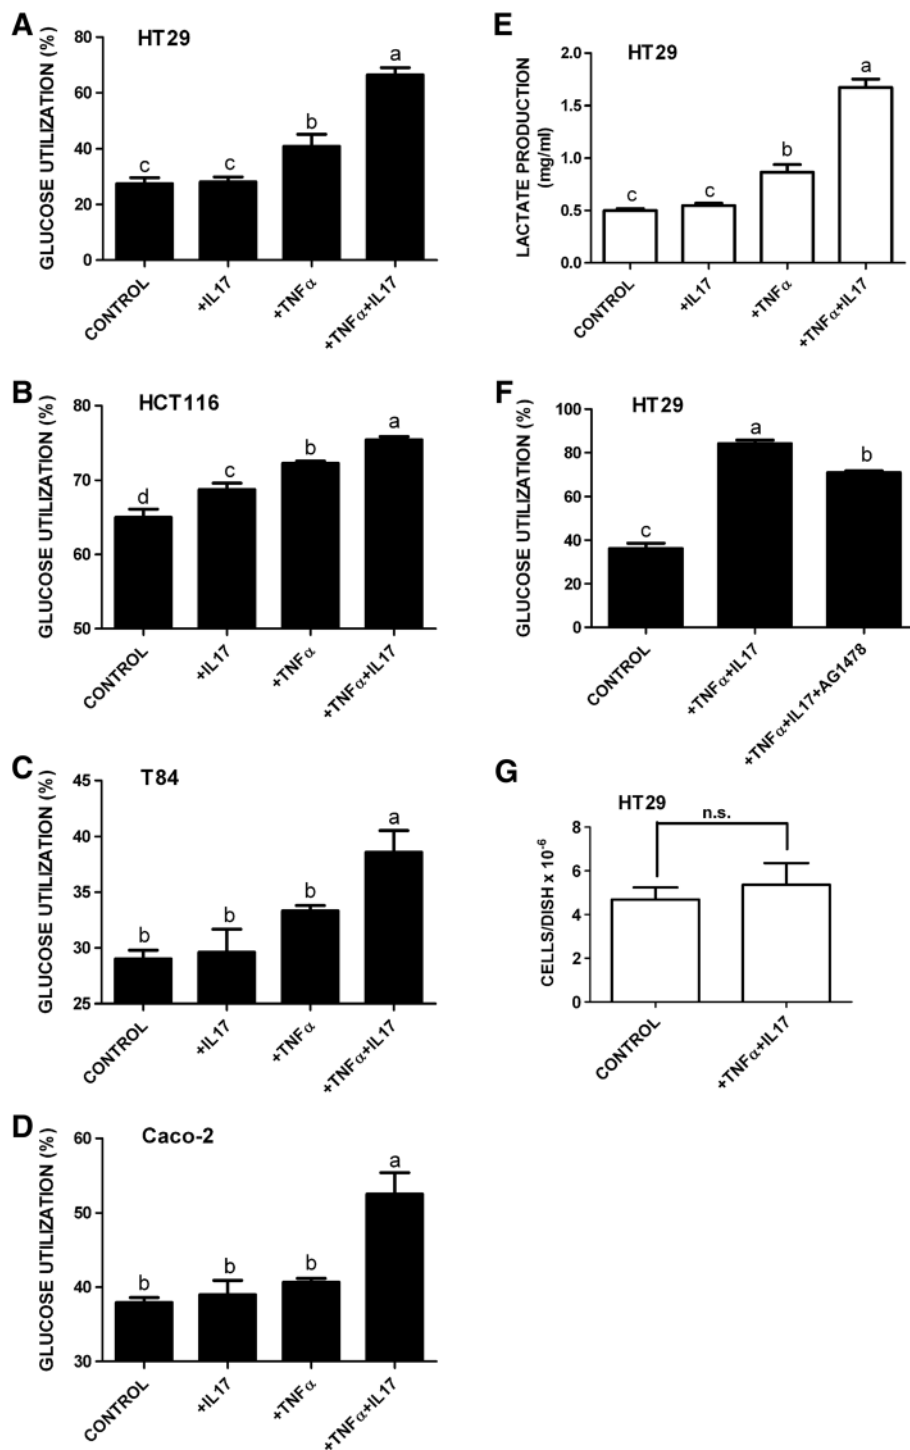 A
HT29
GLUCOSE UTILIZATION (%)
80
60
40
20
0
c
c
b
a
CONTROL
+IL17
+TNFα
+TNFα+IL17
B
HCT116
GLUCOSE UTILIZATION (%)
80
70
60
50
d
c
b
a
CONTROL
+IL17
+TNFα
+TNFα+IL17
C
T84
GLUCOSE UTILIZATION (%)
45
40
35
30
25
b
b
b
a
CONTROL
+IL17
+TNFα
+TNFα+IL17
D
Caco-2
GLUCOSE UTILIZATION (%)
60
50
40
30
b
b
b
a
CONTROL
+IL17
+TNFα
+TNFα+IL17
E
HT29
LACTATE PRODUCTION
(mg/ml)
2.0
1.5
1.0
0.5
0.0
c
c
b
a
CONTROL
+IL17
+TNFα
+TNFα+IL17
F
HT29
GLUCOSE UTILIZATION (%)
100
80
60
40
20
0
c
a
b
CONTROL
+TNFα+IL17
+TNFα+IL17+AG1478
G
HT29
n.s.
CELLS/DISH x 10⁻⁶
8
6
4
2
0
CONTROL
+TNFα+IL17